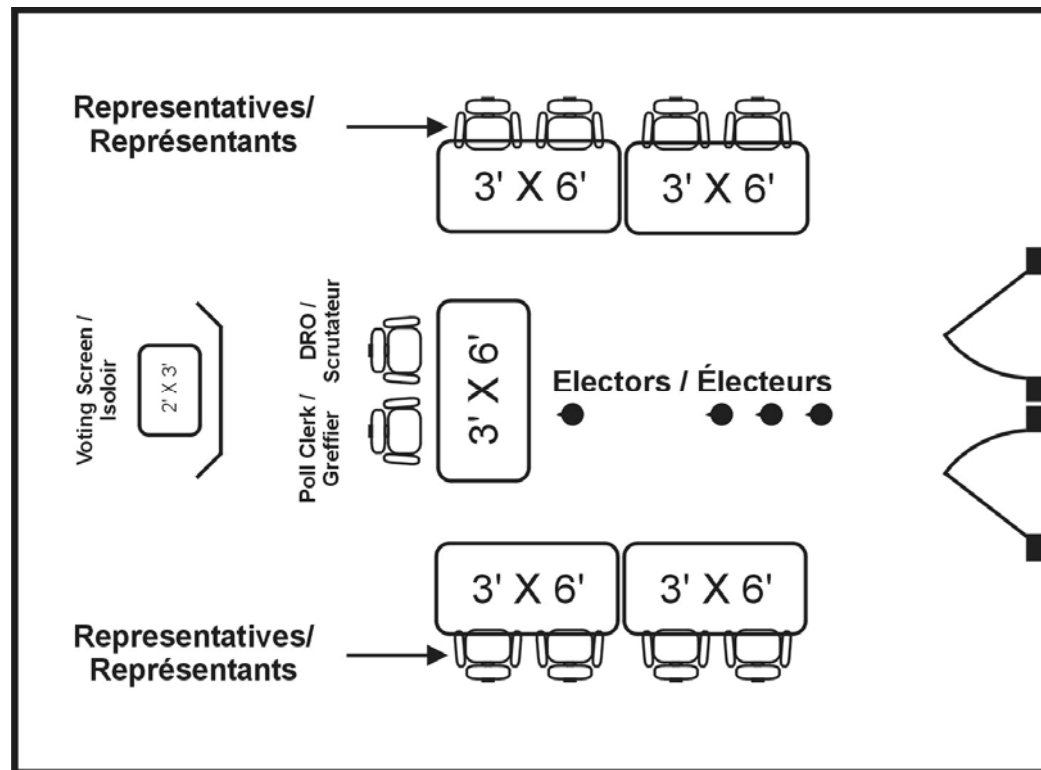 Representatives/
Représentants
3' X 6'
3' X 6'
Voting Screen /
Isoloir
2' X 3'
DRO /
Scrutateur
Poll Clerk /
Greffier
3' X 6'
Electors / Électeurs
3' X 6'
3' X 6'
Representatives/
Représentants